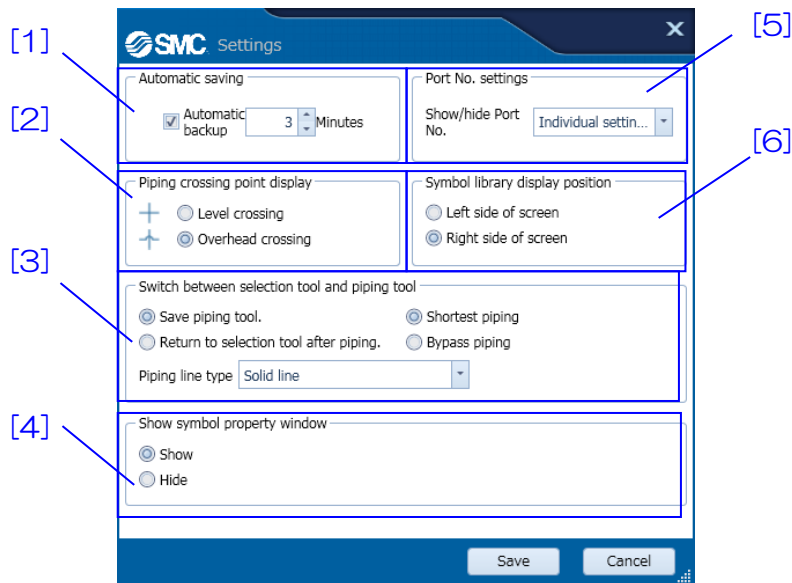 [1]
[5]
SMC Settings
Automatic saving
Automatic
backup
3
Minutes
Port No. settings
Show/hide Port
No.
Individual settin...
[2]
[6]
Piping crossing point display
Level crossing
Overhead crossing
Symbol library display position
Left side of screen
Right side of screen
[3]
Switch between selection tool and piping tool
Save piping tool.
Shortest piping
Return to selection tool after piping.
Bypass piping
Piping line type
Solid line
[4]
Show symbol property window
Show
Hide
Save
Cancel